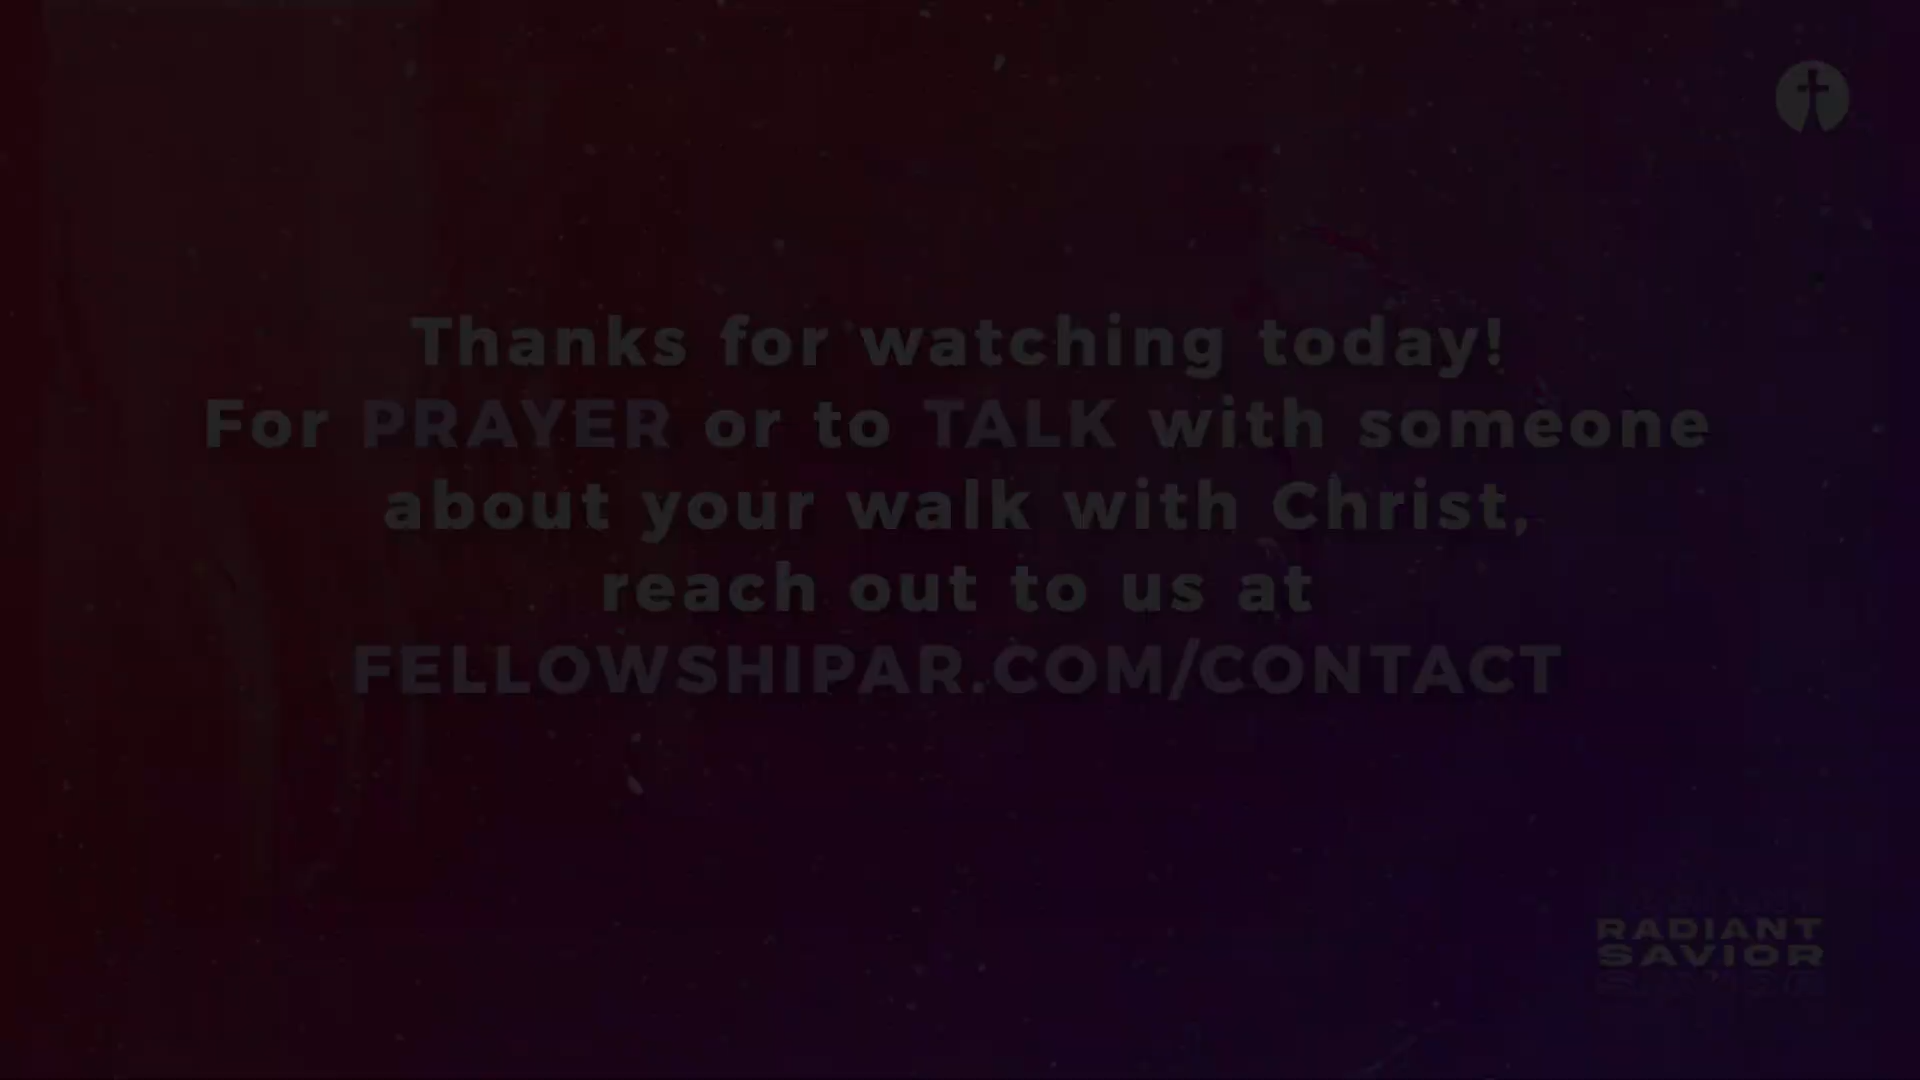 Thanks for watching today!
For PRAYER or to TALK with someone
about your walk with Christ,
reach out to us at
FELLOWSHIPAR.COM/CONTACT
RADIANT
SAVIOR